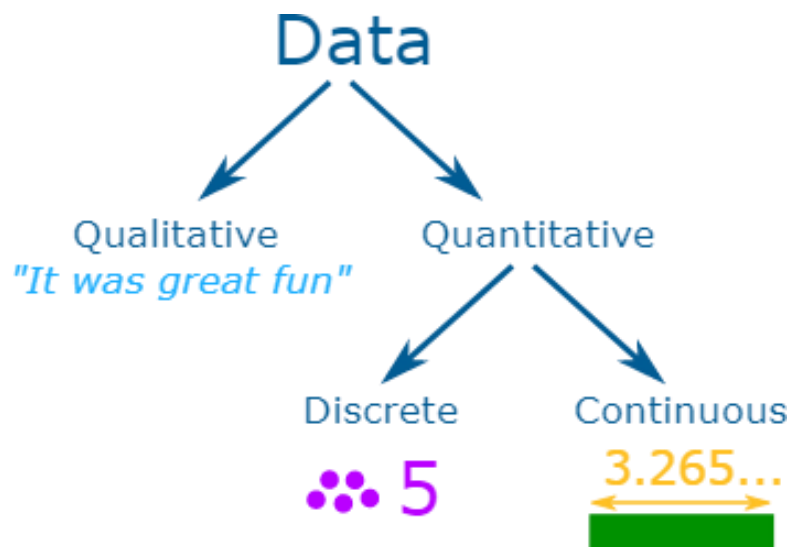 Data
Qualitative
Quantitative
"It was great fun"
Discrete
Continuous
5
3.265...